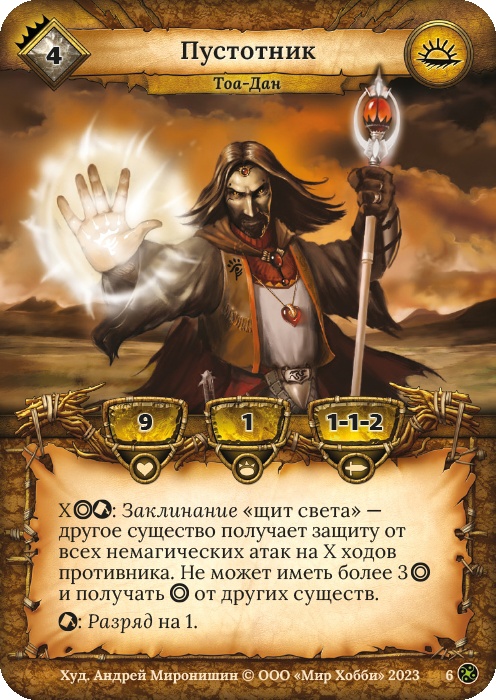 4
Пустотник
Тоа-Дан
9 1 1-1-2
X: Заклинание «щит света» —
другое существо получает защиту от
всех немагических атак на X ходов
противника. Не может иметь более 3
и получать от других существ.
: Разряд на 1.
Худ. Андрей Миронишин © ООО «Мир Хобби» 2023 6